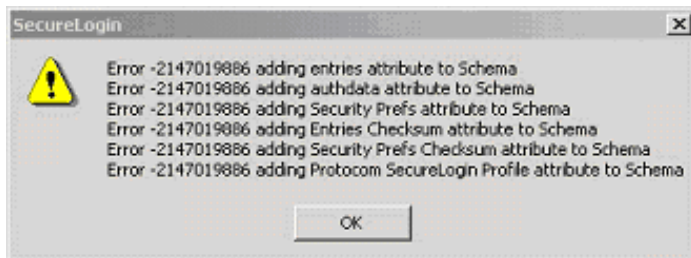 SecureLogin
Error -2147019886 adding entries attribute to Schema
Error -2147019886 adding authdata attribute to Schema
Error -2147019886 adding Security Prefs attribute to Schema
Error -2147019886 adding Entries Checksum attribute to Schema
Error -2147019886 adding Security Prefs Checksum attribute to Schema
Error -2147019886 adding Protocom SecureLogin Profile attribute to Schema
OK